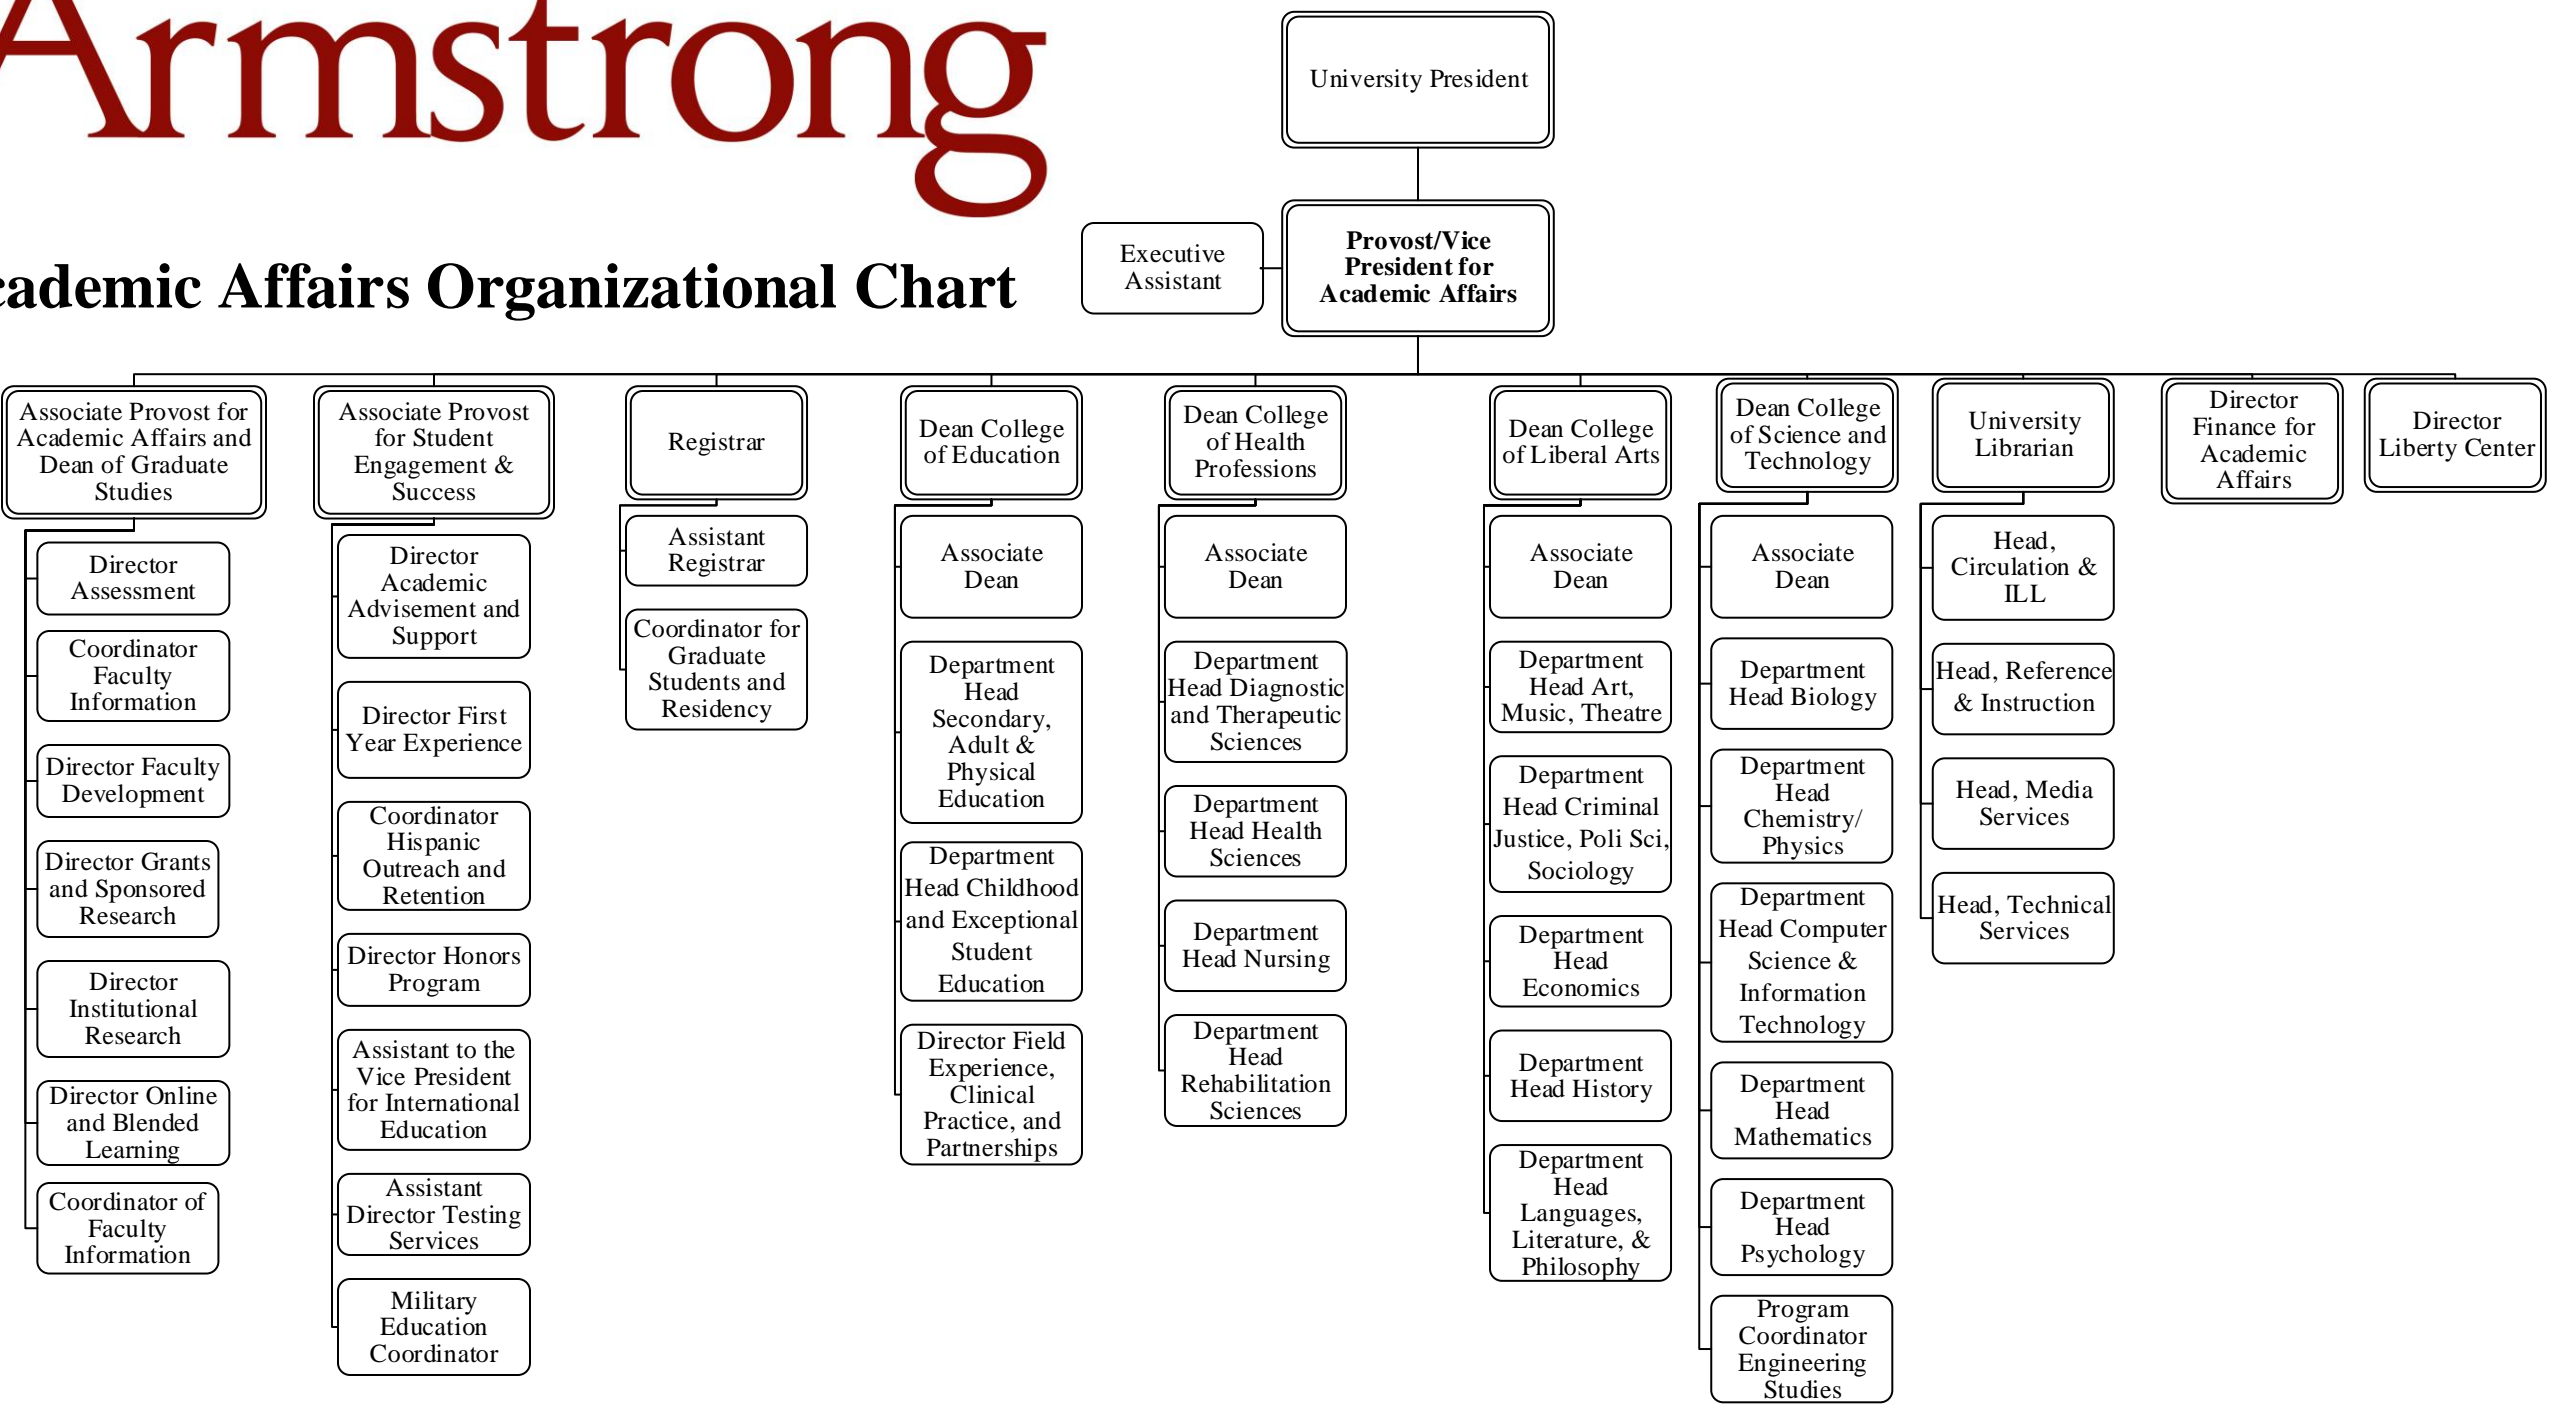 Armstrong
University President
Executive
Assistant
Provost/Vice
President for
Academic Affairs
cademic Affairs Organizational Chart
Associate Provost for
Academic Affairs and
Dean of Graduate
Studies
Director
Assessment
Coordinator
Faculty
Information
Director Faculty
Development
Director Grants
and Sponsored
Research
Director
Institutional
Research
Director Online
and Blended
Learning
Coordinator of
Faculty
Information
Associate Provost
for Student
Engagement &
Success
Director
Academic
Advisement and
Support
Director First
Year Experience
Coordinator
Hispanic
Outreach and
Retention
Director Honors
Program
Assistant to the
Vice President
for International
Education
Assistant
Director Testing
Services
Military
Education
Coordinator
Registrar
Assistant
Registrar
Coordinator for
Graduate
Students and
Residency
Dean College
of Education
Associate
Dean
Department
Head
Secondary,
Adult &
Physical
Education
Department
Head Childhood
and Exceptional
Student
Education
Director Field
Experience,
Clinical
Practice, and
Partnerships
Dean College
of Health
Professions
Associate
Dean
Department
Head Diagnostic
and Therapeutic
Sciences
Department
Head Health
Sciences
Department
Head Nursing
Department
Head
Rehabilitation
Sciences
Dean College
of Liberal Arts
Associate
Dean
Department
Head Art,
Music, Theatre
Department
Head Criminal
Justice, Poli Sci,
Sociology
Department
Head
Economics
Department
Head History
Department
Head
Languages,
Literature, &
Philosophy
Dean College
of Science and
Technology
Associate
Dean
Department
Head Biology
Department
Head
Chemistry/
Physics
Department
Head Computer
Science &
Information
Technology
Department
Head
Mathematics
Department
Head
Psychology
Program
Coordinator
Engineering
Studies
University
Librarian
Head,
Circulation &
ILL
Head, Reference
& Instruction
Head, Media
Services
Head, Technical
Services
Director
Finance for
Academic
Affairs
Director
Liberty Center